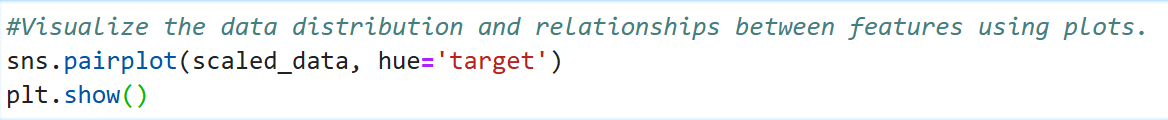 #Visualize the data distribution and relationships between features using plots.
sns.pairplot(scaled_data, hue='target')
plt.show()